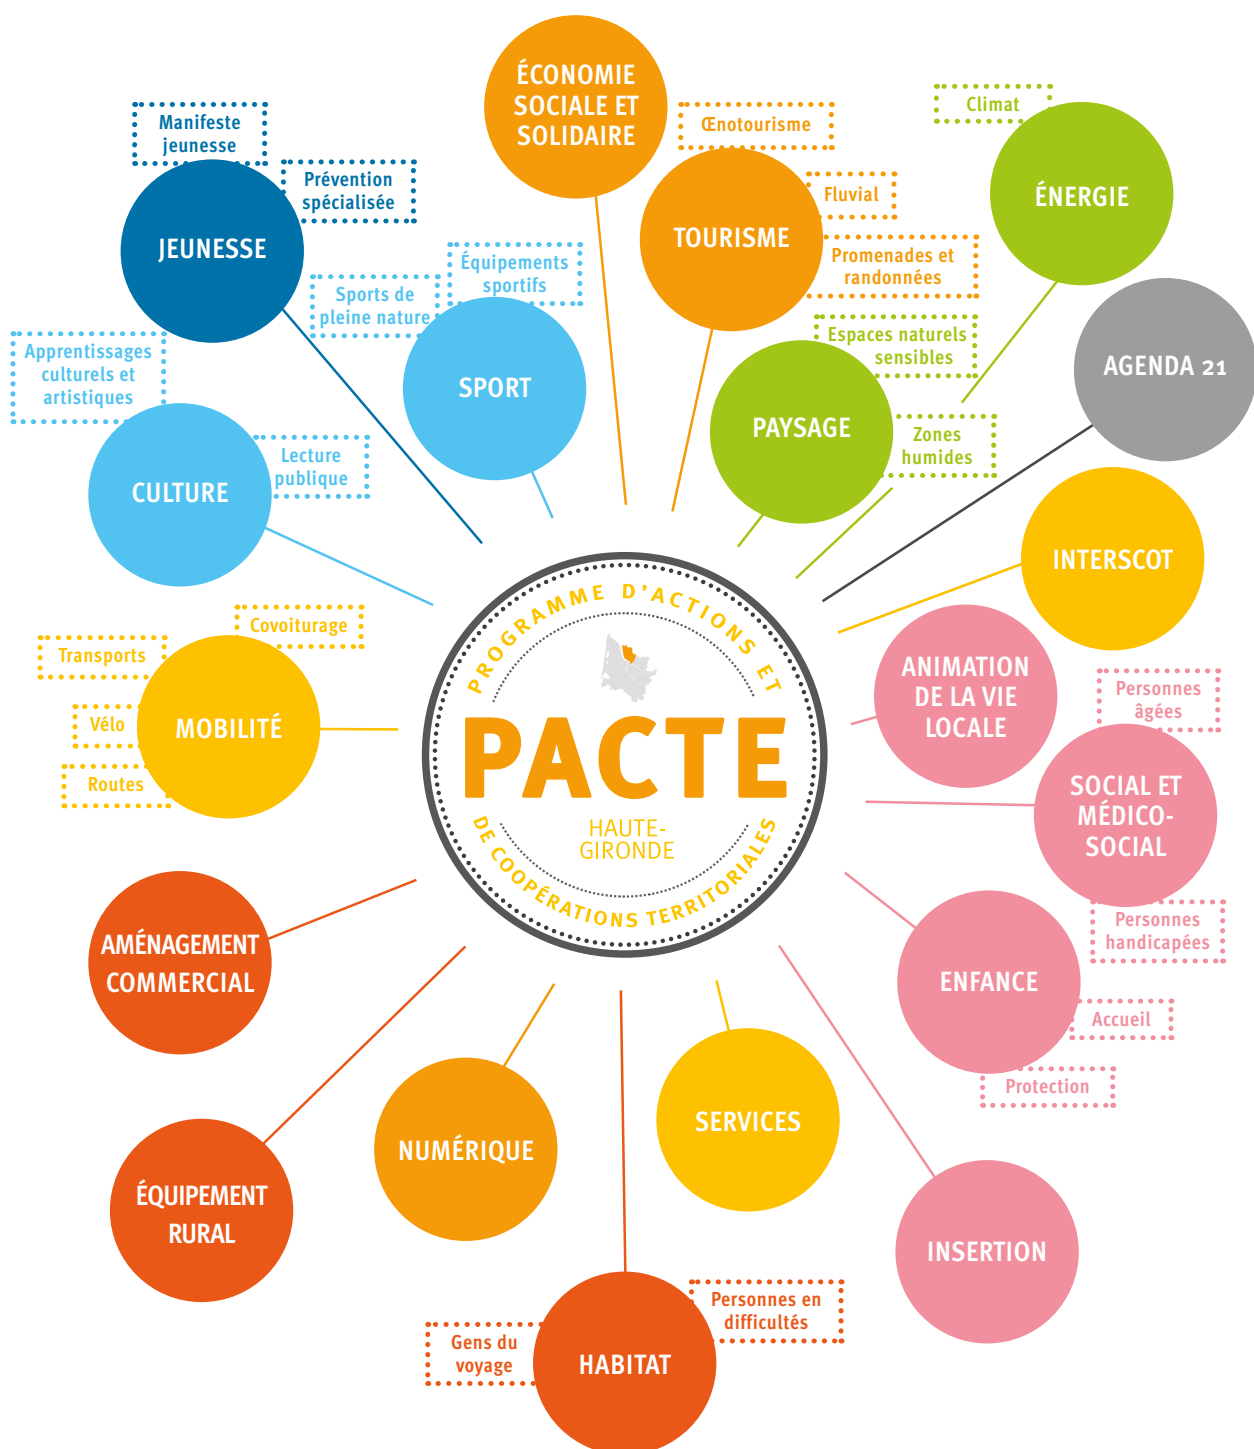 ÉCONOMIE
SOCIALE ET
SOLIDAIRE
Manifeste
jeunesse
Prévention
spécialisée
JEUNESSE
Œnotourisme
Fluvial
Promenades et
randonnées
TOURISME
Climat
ÉNERGIE
Équipements
sportifs
Sports de
pleine nature
SPORT
Apprentissages
culturels et
artistiques
Lecture
publique
CULTURE
Espaces naturels
sensibles
Zones
humides
PAYSAGE
AGENDA 21
INTERSCOT
Covoiturage
Transports
Vélo
Routes
MOBILITÉ
PROGRAMME D'ACTIONS ET
PACTE
HAUTE-
GIRONDE
DE COOPÉRATIONS TERRITORIALES
ANIMATION
DE LA VIE
LOCALE
Personnes
âgées
SOCIAL ET
MÉDICO-
SOCIAL
Personnes
handicapées
ENFANCE
Accueil
Protection
AMÉNAGEMENT
COMMERCIAL
ÉQUIPEMENT
RURAL
NUMÉRIQUE
SERVICES
INSERTION
Personnes en
difficultés
Gens du
voyage
HABITAT